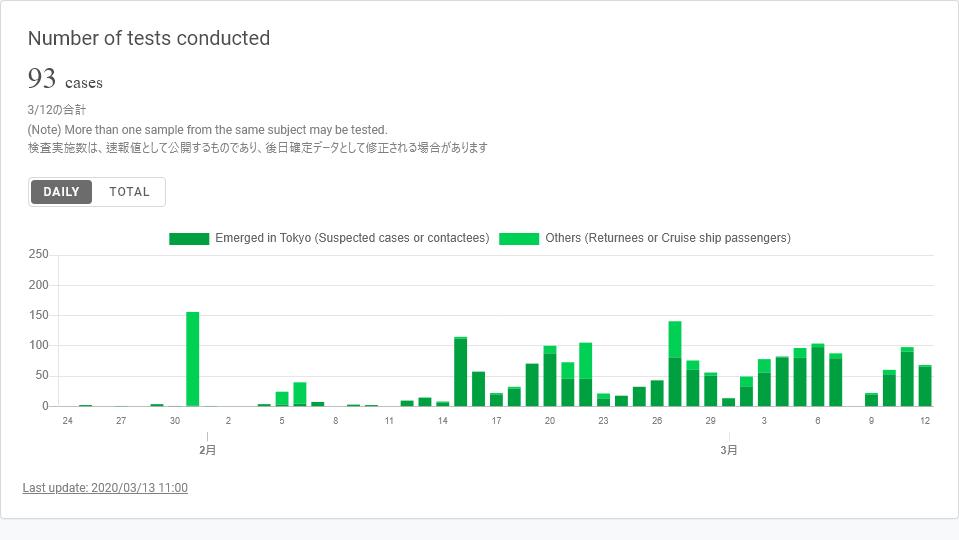 Number of tests conducted
93 cases
3/12の合計
(Note) More than one sample from the same subject may be tested.
検査実施数は、速報値として公開するものであり、後日確定データとして修正される場合があります
DAILY TOTAL
Emerged in Tokyo (Suspected cases or contactees) Others (Returnees or Cruise ship passengers)
250
200
150
100
50
0
24 27 30 2 5 8 11 14 17 20 23 26 29 3 6 9 12
2月 3月
Last update: 2020/03/13 11:00